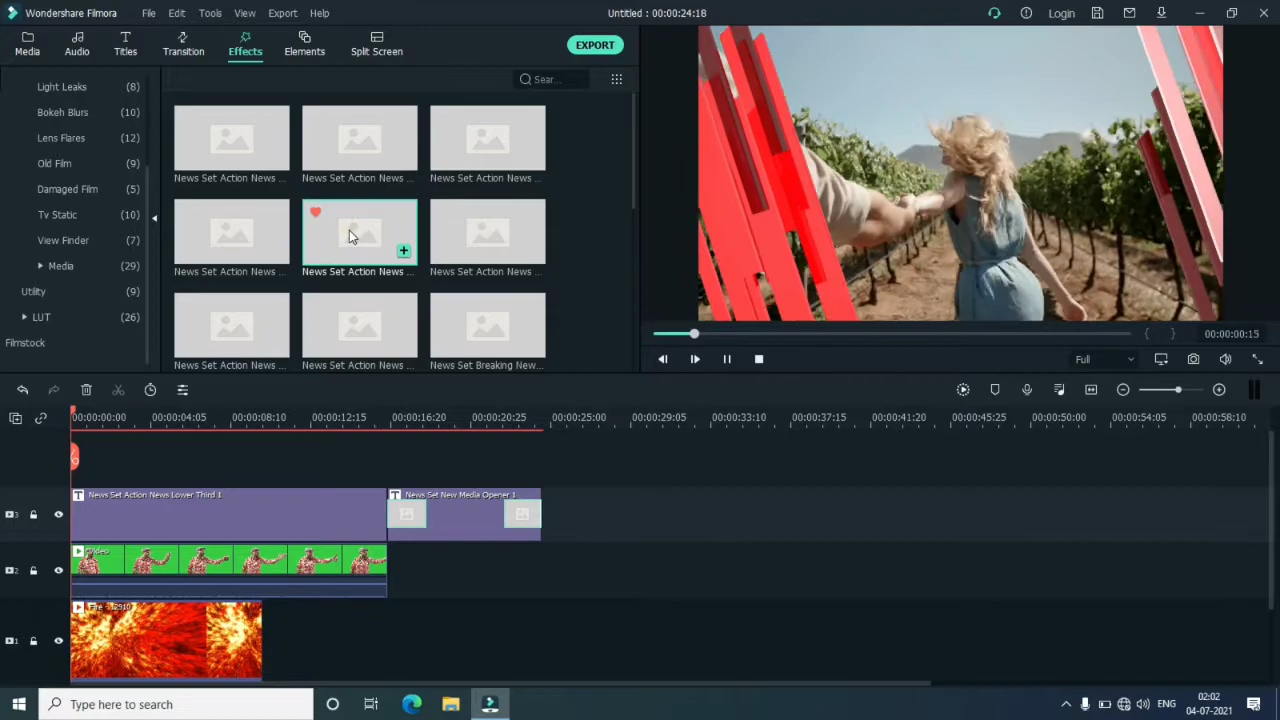 Wondershare Filmora
File Edit Tools View Export Help
Untitled : 00:00:24:18
Login
Media Audio Titles Transition Effects Elements Split Screen
EXPORT
Light Leaks (8)
Bokeh Blurs (10)
Lens Flares (12)
Old Film (9)
Damaged Film (5)
Tv Static (10)
View Finder (7)
Media (29)
Utility (9)
LUT (26)
Filmstock
Sear...
News Set Action News ... News Set Action News ... News Set Action News ...
News Set Action News ... News Set Action News ... News Set Action News ...
News Set Action News ... News Set Action News ... News Set Breaking New...
00:00:00:15
Full
00:00:00:00 00:00:04:05 00:00:08:10 00:00:12:15 00:00:16:20 00:00:20:25 00:00:25:00 00:00:29:05 00:00:33:10 00:00:37:15 00:00:41:20 00:00:45:25 00:00:50:00 00:00:54:05 00:00:58:10
3
T News Set Action News Lower Third 1
T News Set New Media Opener 1
2
Video
1
Type here to search
ENG
02:02
04-07-2021